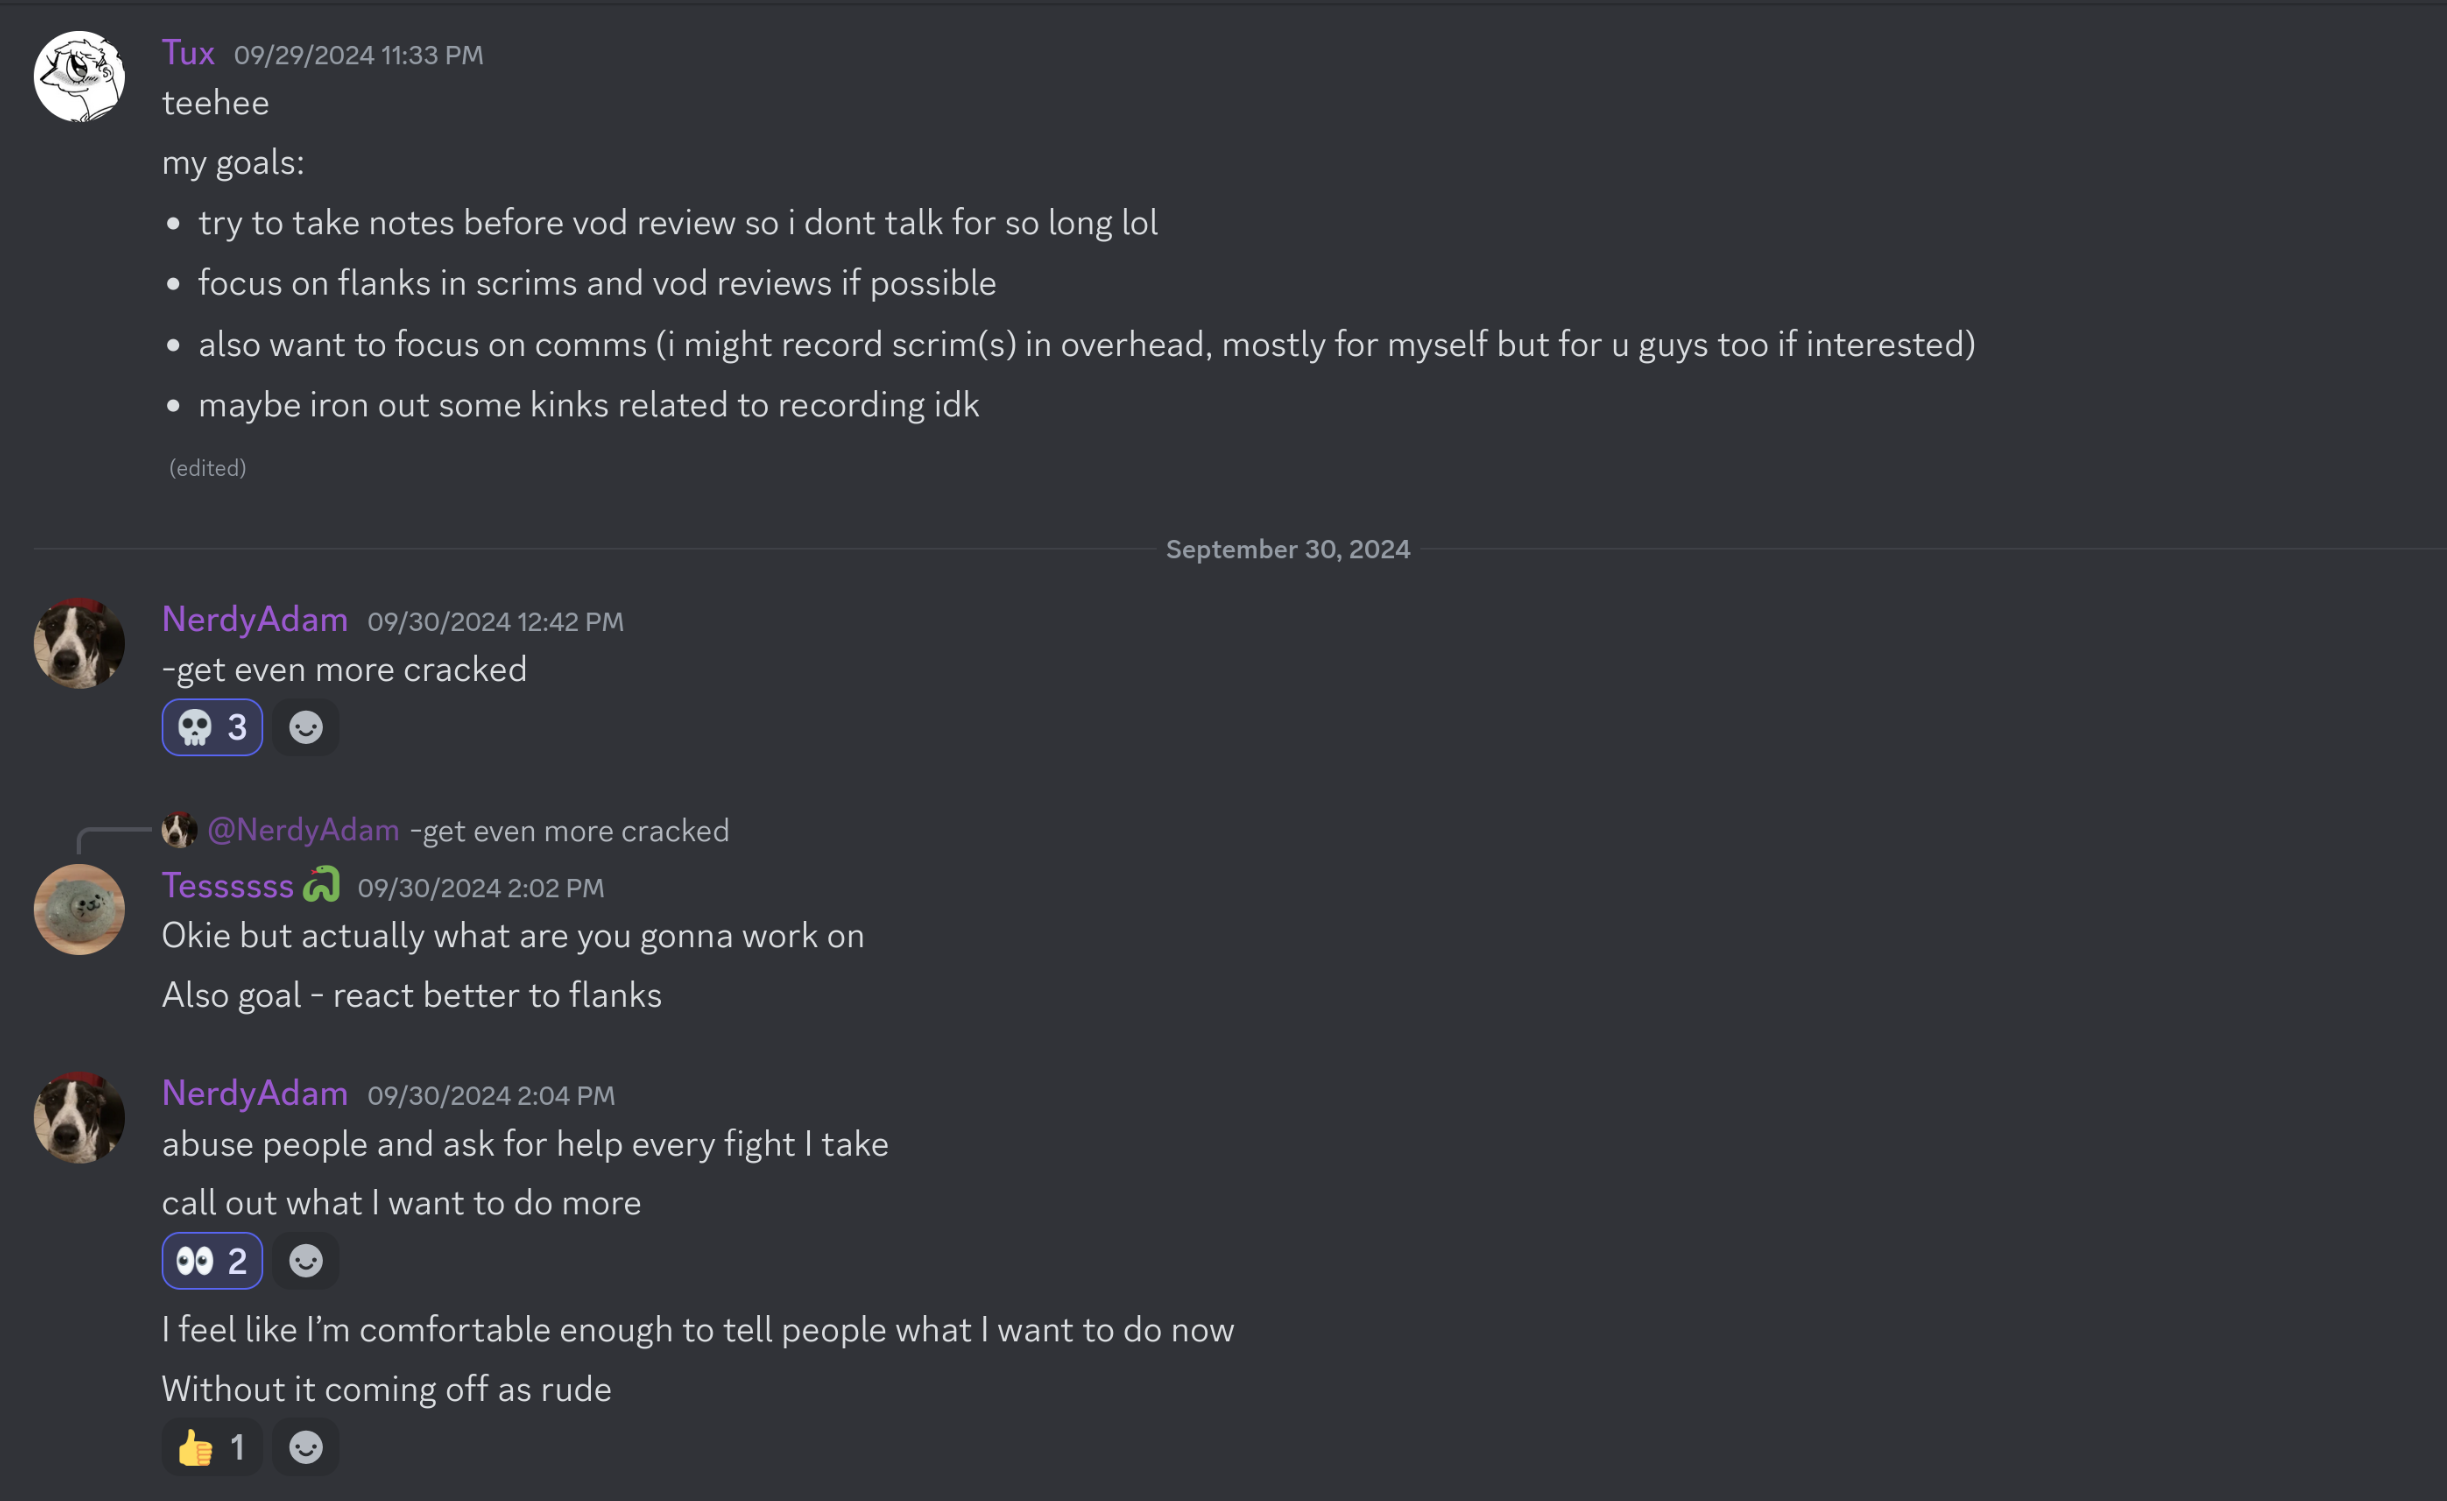 Tux 09/29/2024 11:33 PM
teehee
my goals:
• try to take notes before vod review so i dont talk for so long lol
• focus on flanks in scrims and vod reviews if possible
• also want to focus on comms (i might record scrim(s) in overhead, mostly for myself but for u guys too if interested)
• maybe iron out some kinks related to recording idk
(edited)
September 30, 2024
NerdyAdam 09/30/2024 12:42 PM
-get even more cracked
💀 3
@NerdyAdam -get even more cracked
Tessssss 🐍 09/30/2024 2:02 PM
Okie but actually what are you gonna work on
Also goal - react better to flanks
NerdyAdam 09/30/2024 2:04 PM
abuse people and ask for help every fight I take
call out what I want to do more
👀 2
I feel like I’m comfortable enough to tell people what I want to do now
Without it coming off as rude
👍 1